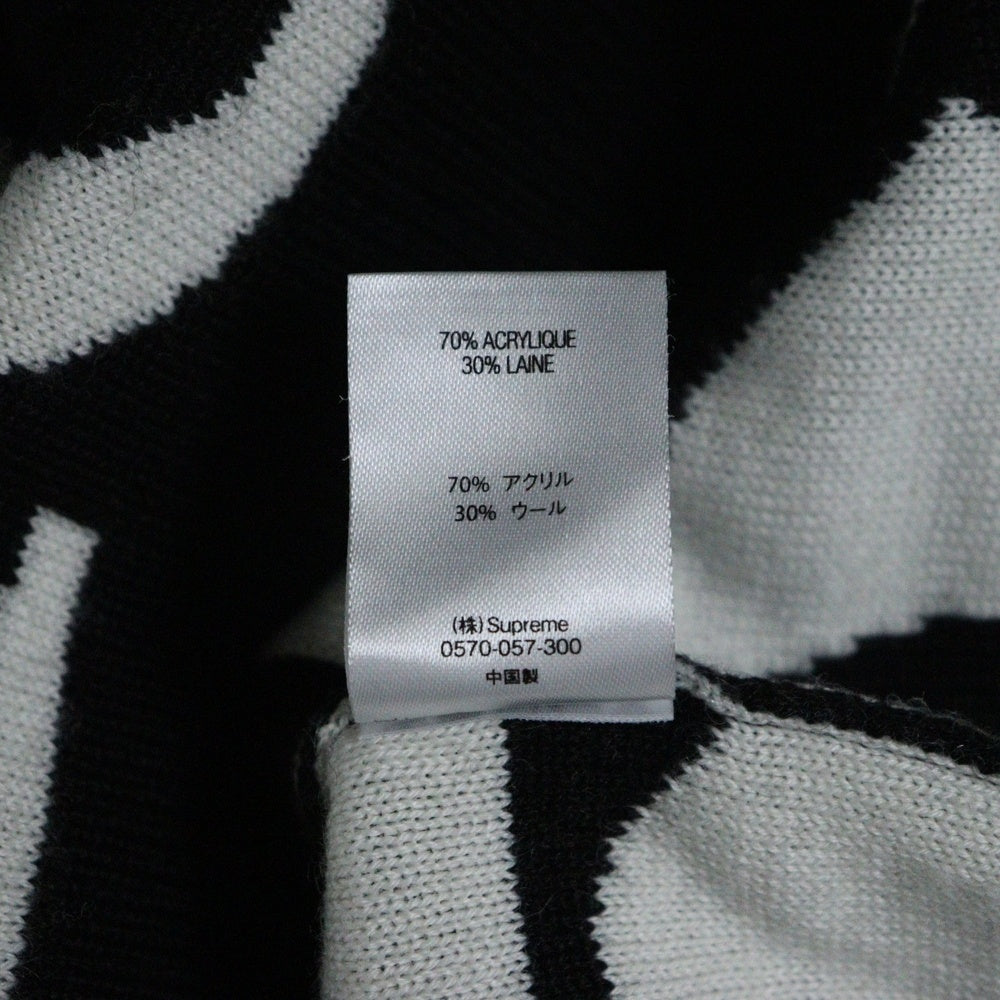 70% ACRYLIQUE
30% LAINE
70% アクリル
30% ウール
(株)Supreme
0570-057-300
中国製